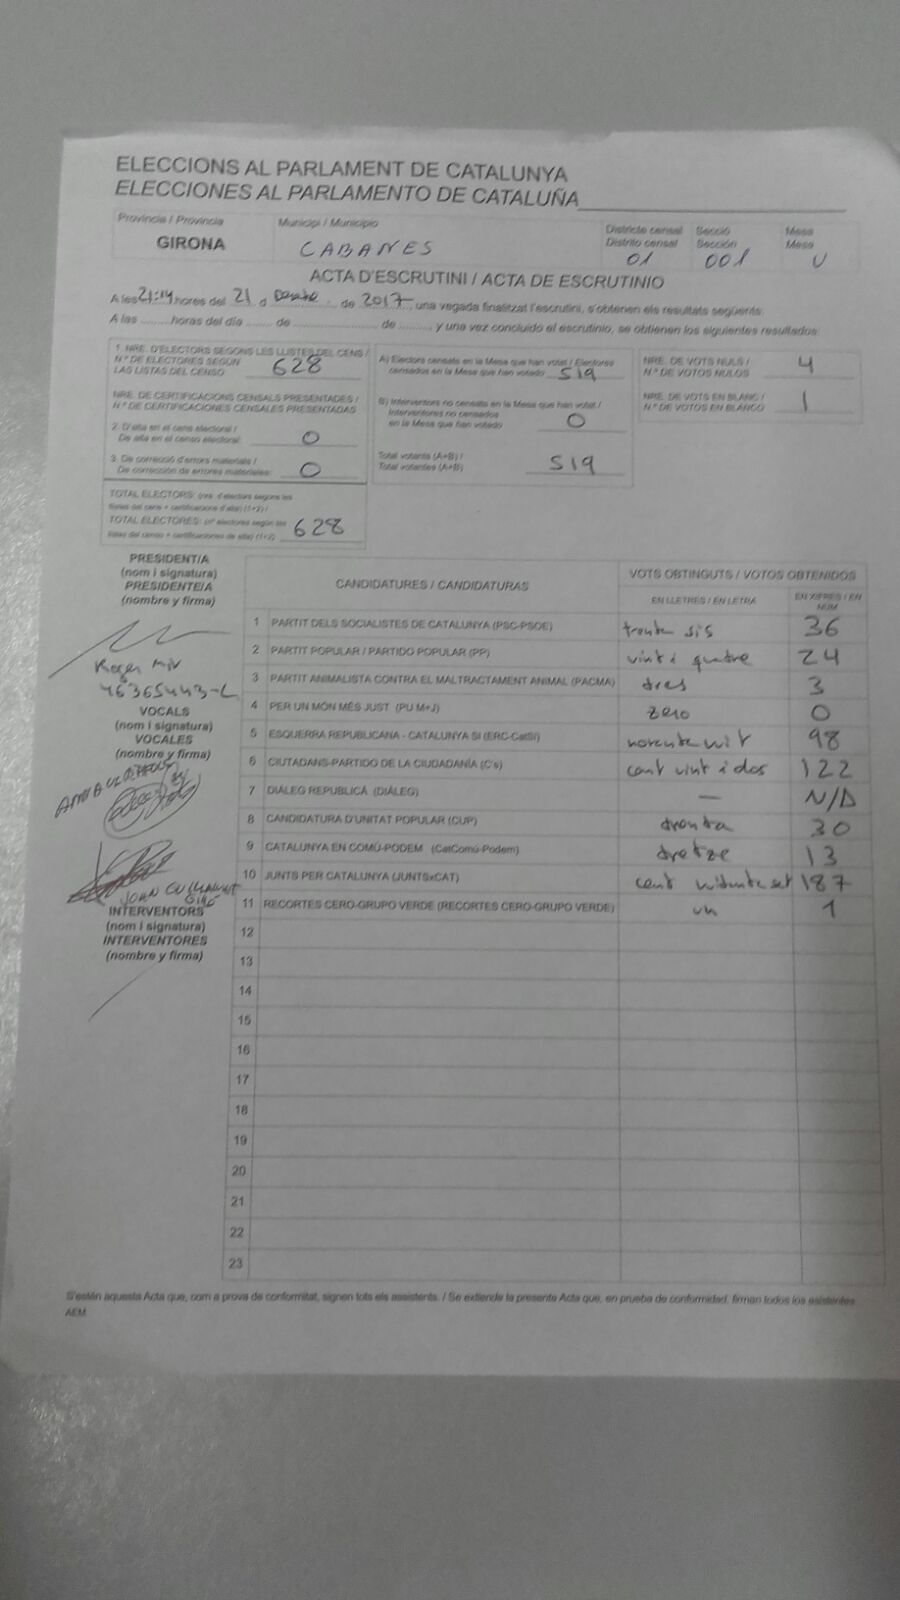 ELECCIONS AL PARLAMENT DE CATALUNYA
ELECCIONES AL PARLAMENTO DE CATALUÑA
Província / Provincia
GIRONA
Municipi / Municipio
CABANES
Districte censal
Distrito censal
01
Secció
Sección
001
Mesa
Mesa
U
ACTA D'ESCRUTINI / ACTA DE ESCRUTINIO
A les 21:14 hores del 21 d de 2017, una vegada finalitzat l'escrutini, s'obtenen els resultats següents:
A las ........horas del día ....... de ..................... de ........, y una vez concluido el escrutinio, se obtienen los siguientes resultados:
1. NRE. D'ELECTORS SEGONS LES LLISTES DEL CENS /
N.º DE ELECTORES SEGÚN
LAS LISTAS DEL CENSO
628
NRE. DE CERTIFICACIONS CENSALS PRESENTADES /
N.º DE CERTIFICACIONES CENSALES PRESENTADAS
2. D'alta en el cens electoral /
De alta en el censo electoral:
0
3. De correcció d'errors materials /
De corrección de errores materiales:
0
TOTAL ELECTORS: (nre. d'electors segons les
llistes del cens + certificacions d'alta) (1+2) /
TOTAL ELECTORES: (nº electores según las
listas del censo + certificaciones de alta) (1+2)
628
A) Electors censats en la Mesa que han votat / Electores
censados en la Mesa que han votado
519
B) Interventors no censats en la Mesa que han votat /
Interventores no censados
en la Mesa que han votado
0
Total votants (A+B) /
Total votantes (A+B)
519
NRE. DE VOTS NULS /
N.º DE VOTOS NULOS
4
NRE. DE VOTS EN BLANC /
N.º DE VOTOS EN BLANCO
1
PRESIDENT/A
(nom i signatura)
PRESIDENTE/A
(nombre y firma)
Roger
46365443-L
VOCALS
(nom i signatura)
VOCALES
(nombre y firma)
JOAN
INTERVENTORS
(nom i signatura)
INTERVENTORES
(nombre y firma)
CANDIDATURES / CANDIDATURAS
VOTS OBTINGUTS / VOTOS OBTENIDOS
EN LLETRES / EN LETRA
EN XIFRES / EN NUM
1 PARTIT DELS SOCIALISTES DE CATALUNYA (PSC-PSOE) trenta sis 36
2 PARTIT POPULAR / PARTIDO POPULAR (PP) vint i quatre 24
3 PARTIT ANIMALISTA CONTRA EL MALTRACTAMENT ANIMAL (PACMA) tres 3
4 PER UN MÓN MÉS JUST (PU M+J) zero 0
5 ESQUERRA REPUBLICANA - CATALUNYA SÍ (ERC-CatSí) noranta vuit 98
6 CIUTADANS-PARTIDO DE LA CIUDADANÍA (C's) cent vint i dos 122
7 DIÀLEG REPUBLICÀ (DIÀLEG) — N/D
8 CANDIDATURA D'UNITAT POPULAR (CUP) trenta 30
9 CATALUNYA EN COMÚ-PODEM (CatComú-Podem) tretze 13
10 JUNTS PER CATALUNYA (JUNTSxCAT) cent vuitanta set 187
11 RECORTES CERO-GRUPO VERDE (RECORTES CERO-GRUPO VERDE) un 1
12
13
14
15
16
17
18
19
20
21
22
23
S'estén aquesta Acta que, com a prova de conformitat, signen tots els assistents. / Se extiende la presente Acta que, en prueba de conformidad, firman todos los asistentes
AEM